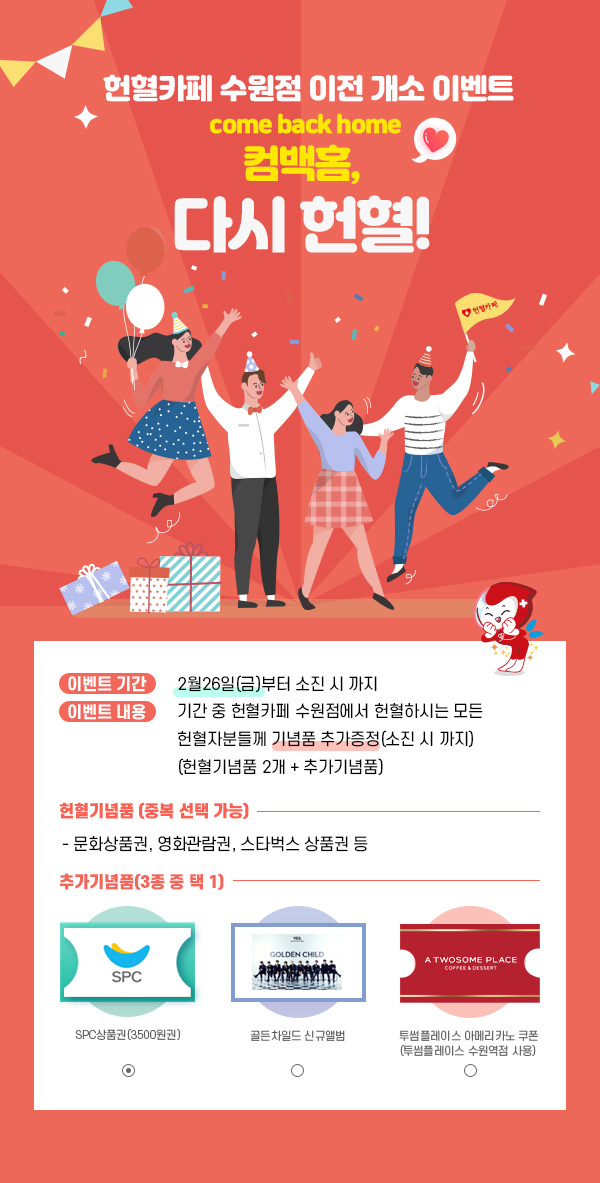 헌혈카페 수원점 이전 개소 이벤트
come back home
컴백홈,
다시 헌혈!
헌혈카페
이벤트 기간
2월26일(금)부터 소진 시 까지
이벤트 내용
기간 중 헌혈카페 수원점에서 헌혈하시는 모든
헌혈자분들께 기념품 추가증정(소진 시 까지)
(헌혈기념품 2개 + 추가기념품)
헌혈기념품 (중복 선택 가능)
- 문화상품권, 영화관람권, 스타벅스 상품권 등
추가기념품(3종 중 택 1)
SPC
YES.
GOLDEN CHILD
A TWOSOME PLACE
COFFEE & DESSERT
SPC상품권(3500원권)
골든차일드 신규앨범
투썸플레이스 아메리카노 쿠폰
(투썸플레이스 수원역점 사용)